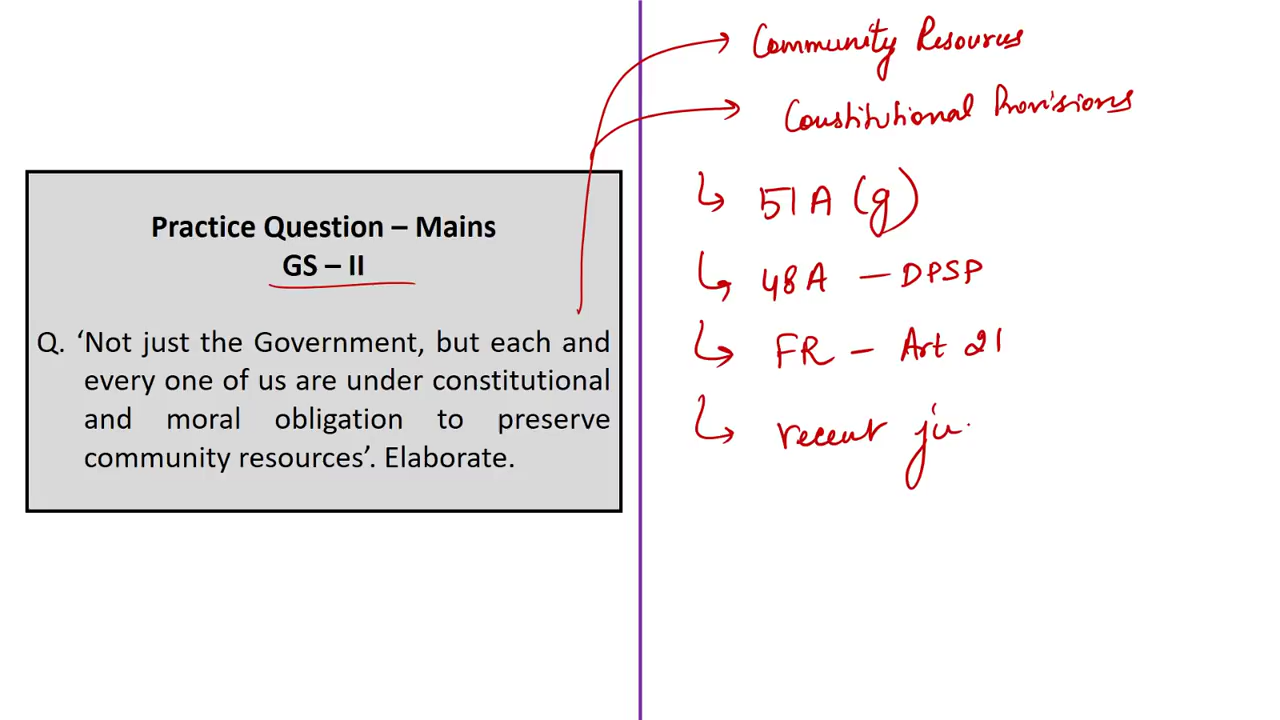 Practice Question – Mains
GS – II
Q. ‘Not just the Government, but each and
every one of us are under constitutional
and moral obligation to preserve
community resources’. Elaborate.
Community Resources
Constitutional Provisions
51A (g)
48A – DPSP
FR – Art 21
recent ju